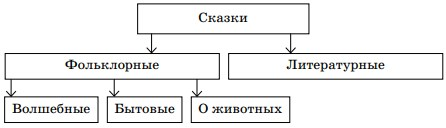 Сказки
Фольклорные
Литературные
Волшебные
Бытовые
О животных